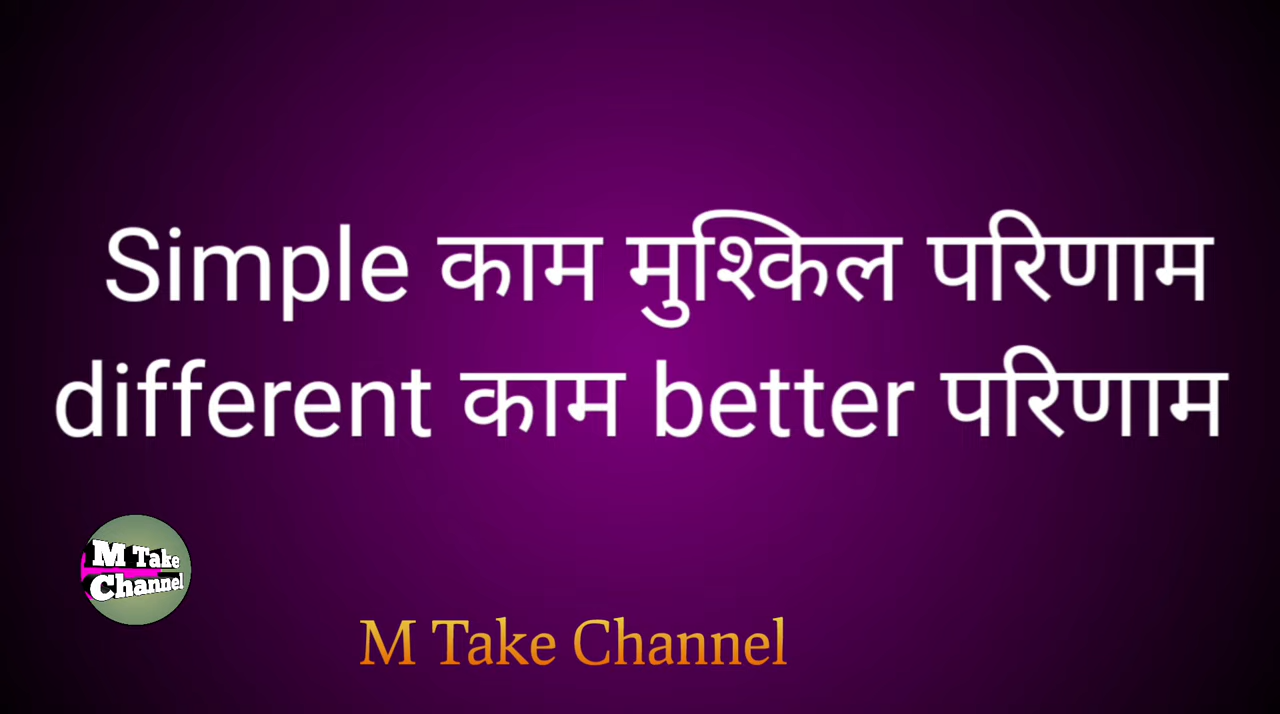 Simple काम मुश्किल परिणाम
different काम better परिणाम
M Take
Channel
M Take Channel